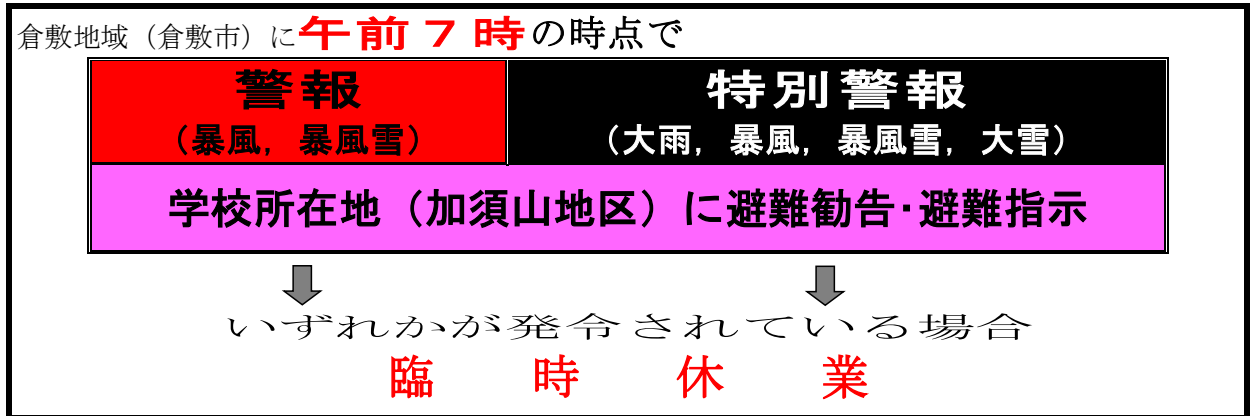 倉敷地域（倉敷市）に午前７時の時点で
警報
（暴風，暴風雪）
特別警報
（大雨，暴風，暴風雪，大雪）
学校所在地（加須山地区）に避難勧告・避難指示
いずれかが発令されている場合
臨時休業